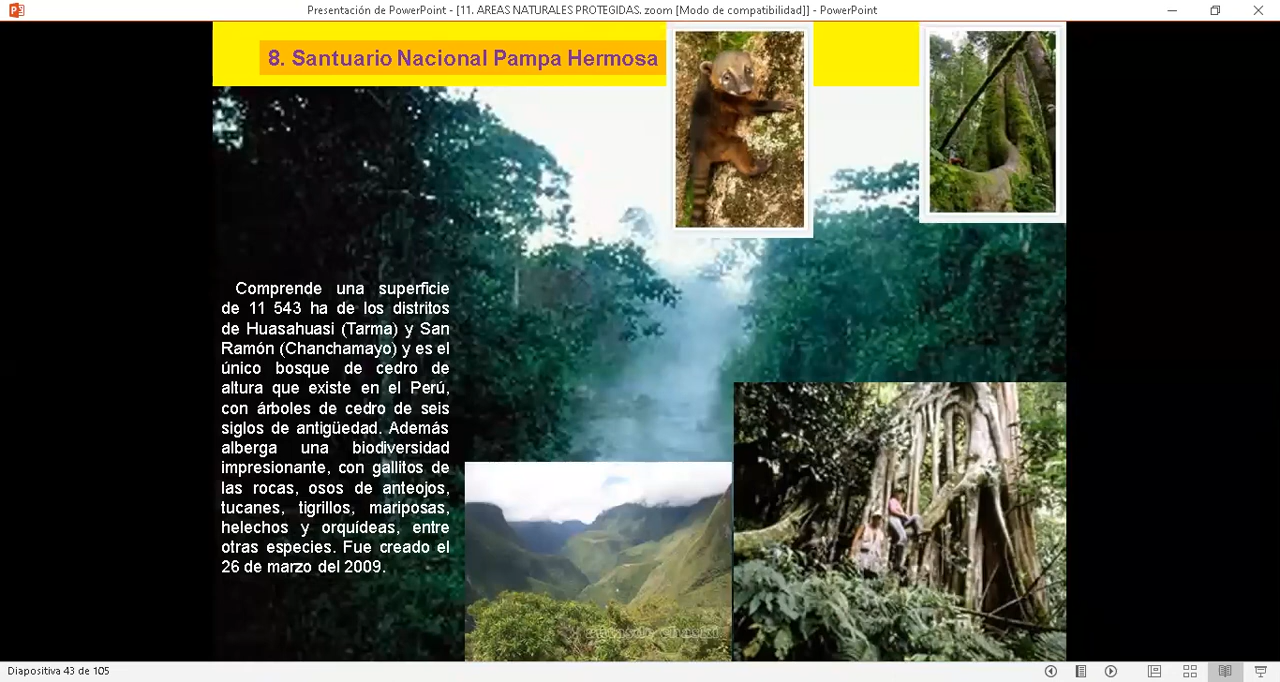 Presentación de PowerPoint - [11. AREAS NATURALES PROTEGIDAS. zoom [Modo de compatibilidad]] - PowerPoint
8. Santuario Nacional Pampa Hermosa
Comprende una superficie
de 11 543 ha de los distritos
de Huasahuasi (Tarma) y San
Ramón (Chanchamayo) y es el
único bosque de cedro de
altura que existe en el Perú,
con árboles de cedro de seis
siglos de antigüedad. Además
alberga una biodiversidad
impresionante, con gallitos de
las rocas, osos de anteojos,
tucanes, tigrillos, mariposas,
helechos y orquídeas, entre
otras especies. Fue creado el
26 de marzo del 2009.
Diapositiva 43 de 105